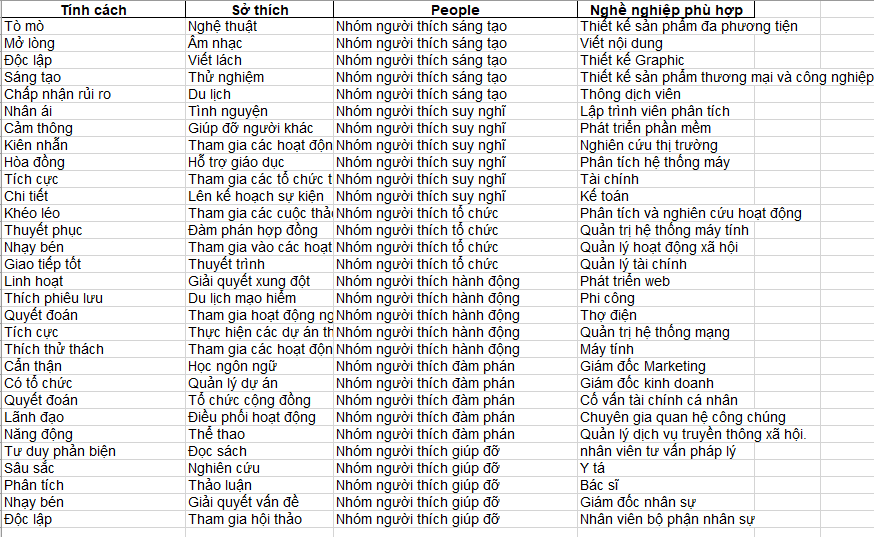 Tính cách Sở thích People Nghề nghiệp phù hợp
Tò mò Nghệ thuật Nhóm người thích sáng tạo Thiết kế sản phẩm đa phương tiện
Mở lòng Âm nhạc Nhóm người thích sáng tạo Viết nội dung
Độc lập Viết lách Nhóm người thích sáng tạo Thiết kế Graphic
Sáng tạo Thử nghiệm Nhóm người thích sáng tạo Thiết kế sản phẩm thương mại và công nghiệp
Chấp nhận rủi ro Du lịch Nhóm người thích sáng tạo Thông dịch viên
Nhân ái Tình nguyện Nhóm người thích suy nghĩ Lập trình viên phân tích
Cảm thông Giúp đỡ người khác Nhóm người thích suy nghĩ Phát triển phần mềm
Kiên nhẫn Tham gia các hoạt độn Nhóm người thích suy nghĩ Nghiên cứu thị trường
Hòa đồng Hỗ trợ giáo dục Nhóm người thích suy nghĩ Phân tích hệ thống máy
Tích cực Tham gia các tổ chức t Nhóm người thích suy nghĩ Tài chính
Chi tiết Lên kế hoạch sự kiện Nhóm người thích suy nghĩ Kế toán
Khéo léo Tham gia các cuộc thảo Nhóm người thích tổ chức Phân tích và nghiên cứu hoạt động
Thuyết phục Đàm phán hợp đồng Nhóm người thích tổ chức Quản trị hệ thống máy tính
Nhạy bén Tham gia vào các hoạt Nhóm người thích tổ chức Quản lý hoạt động xã hội
Giao tiếp tốt Thuyết trình Nhóm người thích tổ chức Quản lý tài chính
Linh hoạt Giải quyết xung đột Nhóm người thích hành động Phát triển web
Thích phiêu lưu Du lịch mạo hiểm Nhóm người thích hành động Phi công
Quyết đoán Tham gia hoạt động ng Nhóm người thích hành động Thợ điện
Tích cực Thực hiện các dự án th Nhóm người thích hành động Quản trị hệ thống mạng
Thích thử thách Tham gia các hoạt độn Nhóm người thích hành động Máy tính
Cẩn thận Học ngôn ngữ Nhóm người thích đàm phán Giám đốc Marketing
Có tổ chức Quản lý dự án Nhóm người thích đàm phán Giám đốc kinh doanh
Quyết đoán Tổ chức cộng đồng Nhóm người thích đàm phán Cố vấn tài chính cá nhân
Lãnh đạo Điều phối hoạt động Nhóm người thích đàm phán Chuyên gia quan hệ công chúng
Năng động Thể thao Nhóm người thích đàm phán Quản lý dịch vụ truyền thông xã hội.
Tư duy phản biện Đọc sách Nhóm người thích giúp đỡ nhân viên tư vấn pháp lý
Sâu sắc Nghiên cứu Nhóm người thích giúp đỡ Y tá
Phân tích Thảo luận Nhóm người thích giúp đỡ Bác sĩ
Nhạy bén Giải quyết vấn đề Nhóm người thích giúp đỡ Giám đốc nhân sự
Độc lập Tham gia hội thảo Nhóm người thích giúp đỡ Nhân viên bộ phận nhân sự